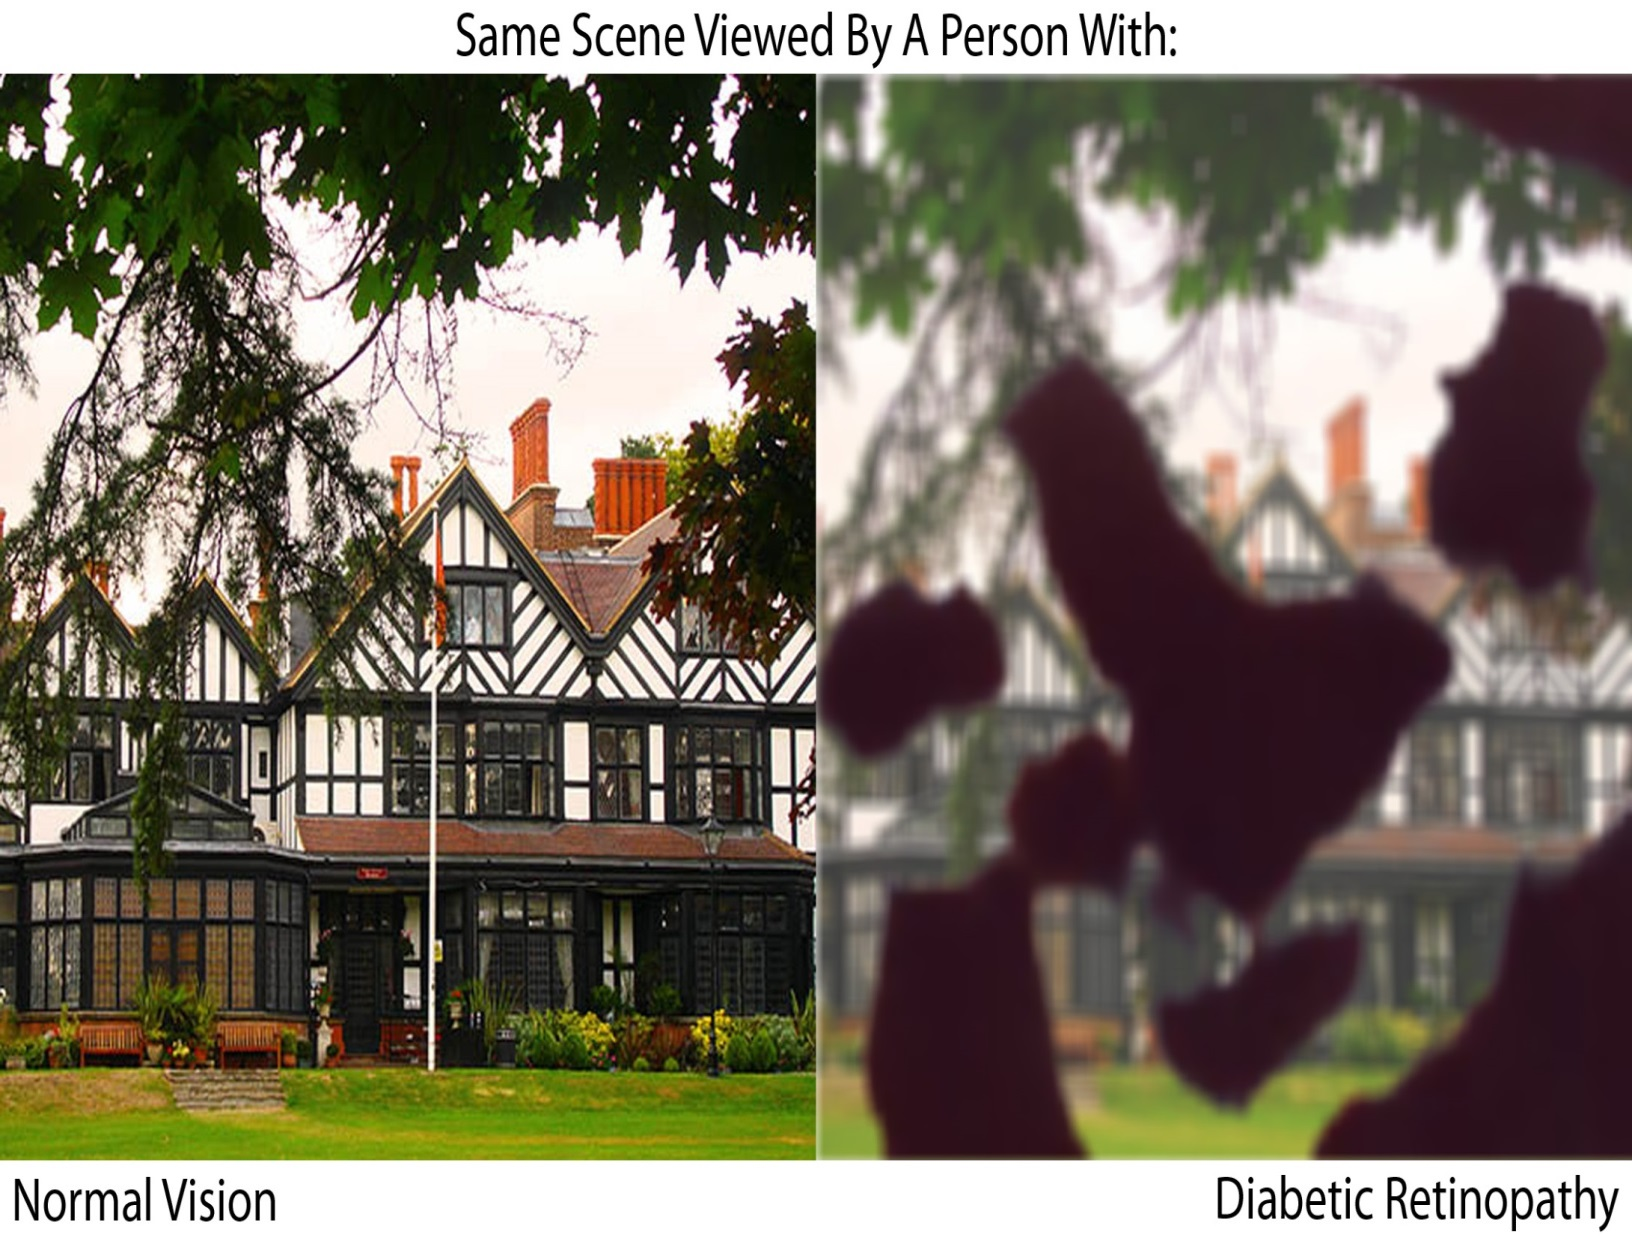 Same Scene Viewed By A Person With:
Normal Vision
Diabetic Retinopathy